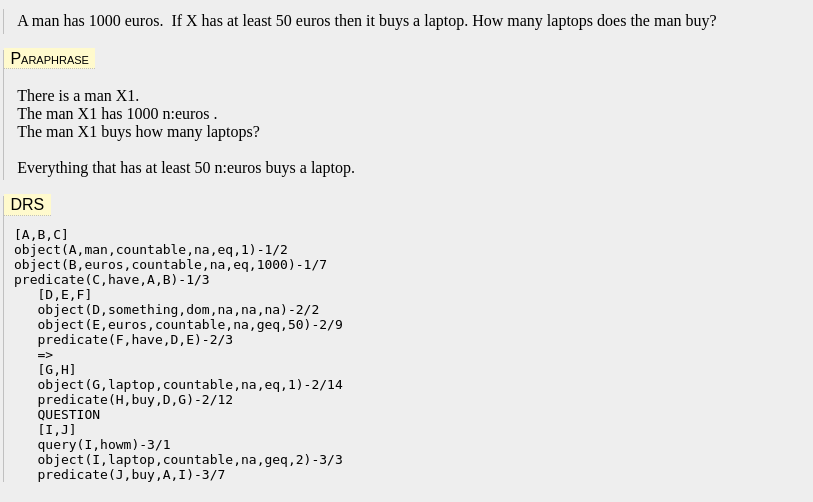 A man has 1000 euros.  If X has at least 50 euros then it buys a laptop. How many laptops does the man buy?
PARAPHRASE
There is a man X1.
The man X1 has 1000 n:euros .
The man X1 buys how many laptops?
Everything that has at least 50 n:euros buys a laptop.
DRS
[A,B,C]
object(A,man,countable,na,eq,1)-1/2
object(B,euros,countable,na,eq,1000)-1/7
predicate(C,have,A,B)-1/3
   [D,E,F]
   object(D,something,dom,na,na,na)-2/2
   object(E,euros,countable,na,geq,50)-2/9
   predicate(F,have,D,E)-2/3
   =>
   [G,H]
   object(G,laptop,countable,na,eq,1)-2/14
   predicate(H,buy,D,G)-2/12
   QUESTION
   [I,J]
   query(I,howm)-3/1
   object(I,laptop,countable,na,geq,2)-3/3
   predicate(J,buy,A,I)-3/7